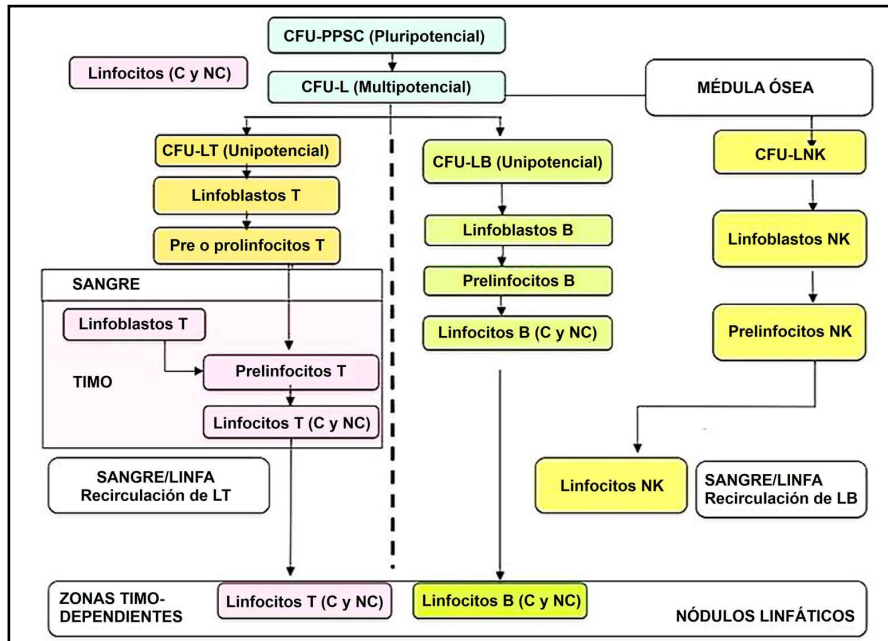 CFU-PPSC (Pluripotencial)
Linfocitos (C y NC)
CFU-L (Multipotencial)
MÉDULA ÓSEA
CFU-LT (Unipotencial)
CFU-LB (Unipotencial)
CFU-LNK
Linfoblastos T
Linfoblastos B
Linfoblastos NK
Pre o prolinfocitos T
Prelinfocitos B
Prelinfocitos NK
SANGRE
Linfoblastos T
Linfocitos B (C y NC)
TIMO
Prelinfocitos T
Linfocitos T (C y NC)
SANGRE/LINFA
Recirculación de LT
Linfocitos NK
SANGRE/LINFA
Recirculación de LB
ZONAS TIMO-
DEPENDIENTES
Linfocitos T (C y NC)
Linfocitos B (C y NC)
NÓDULOS LINFÁTICOS